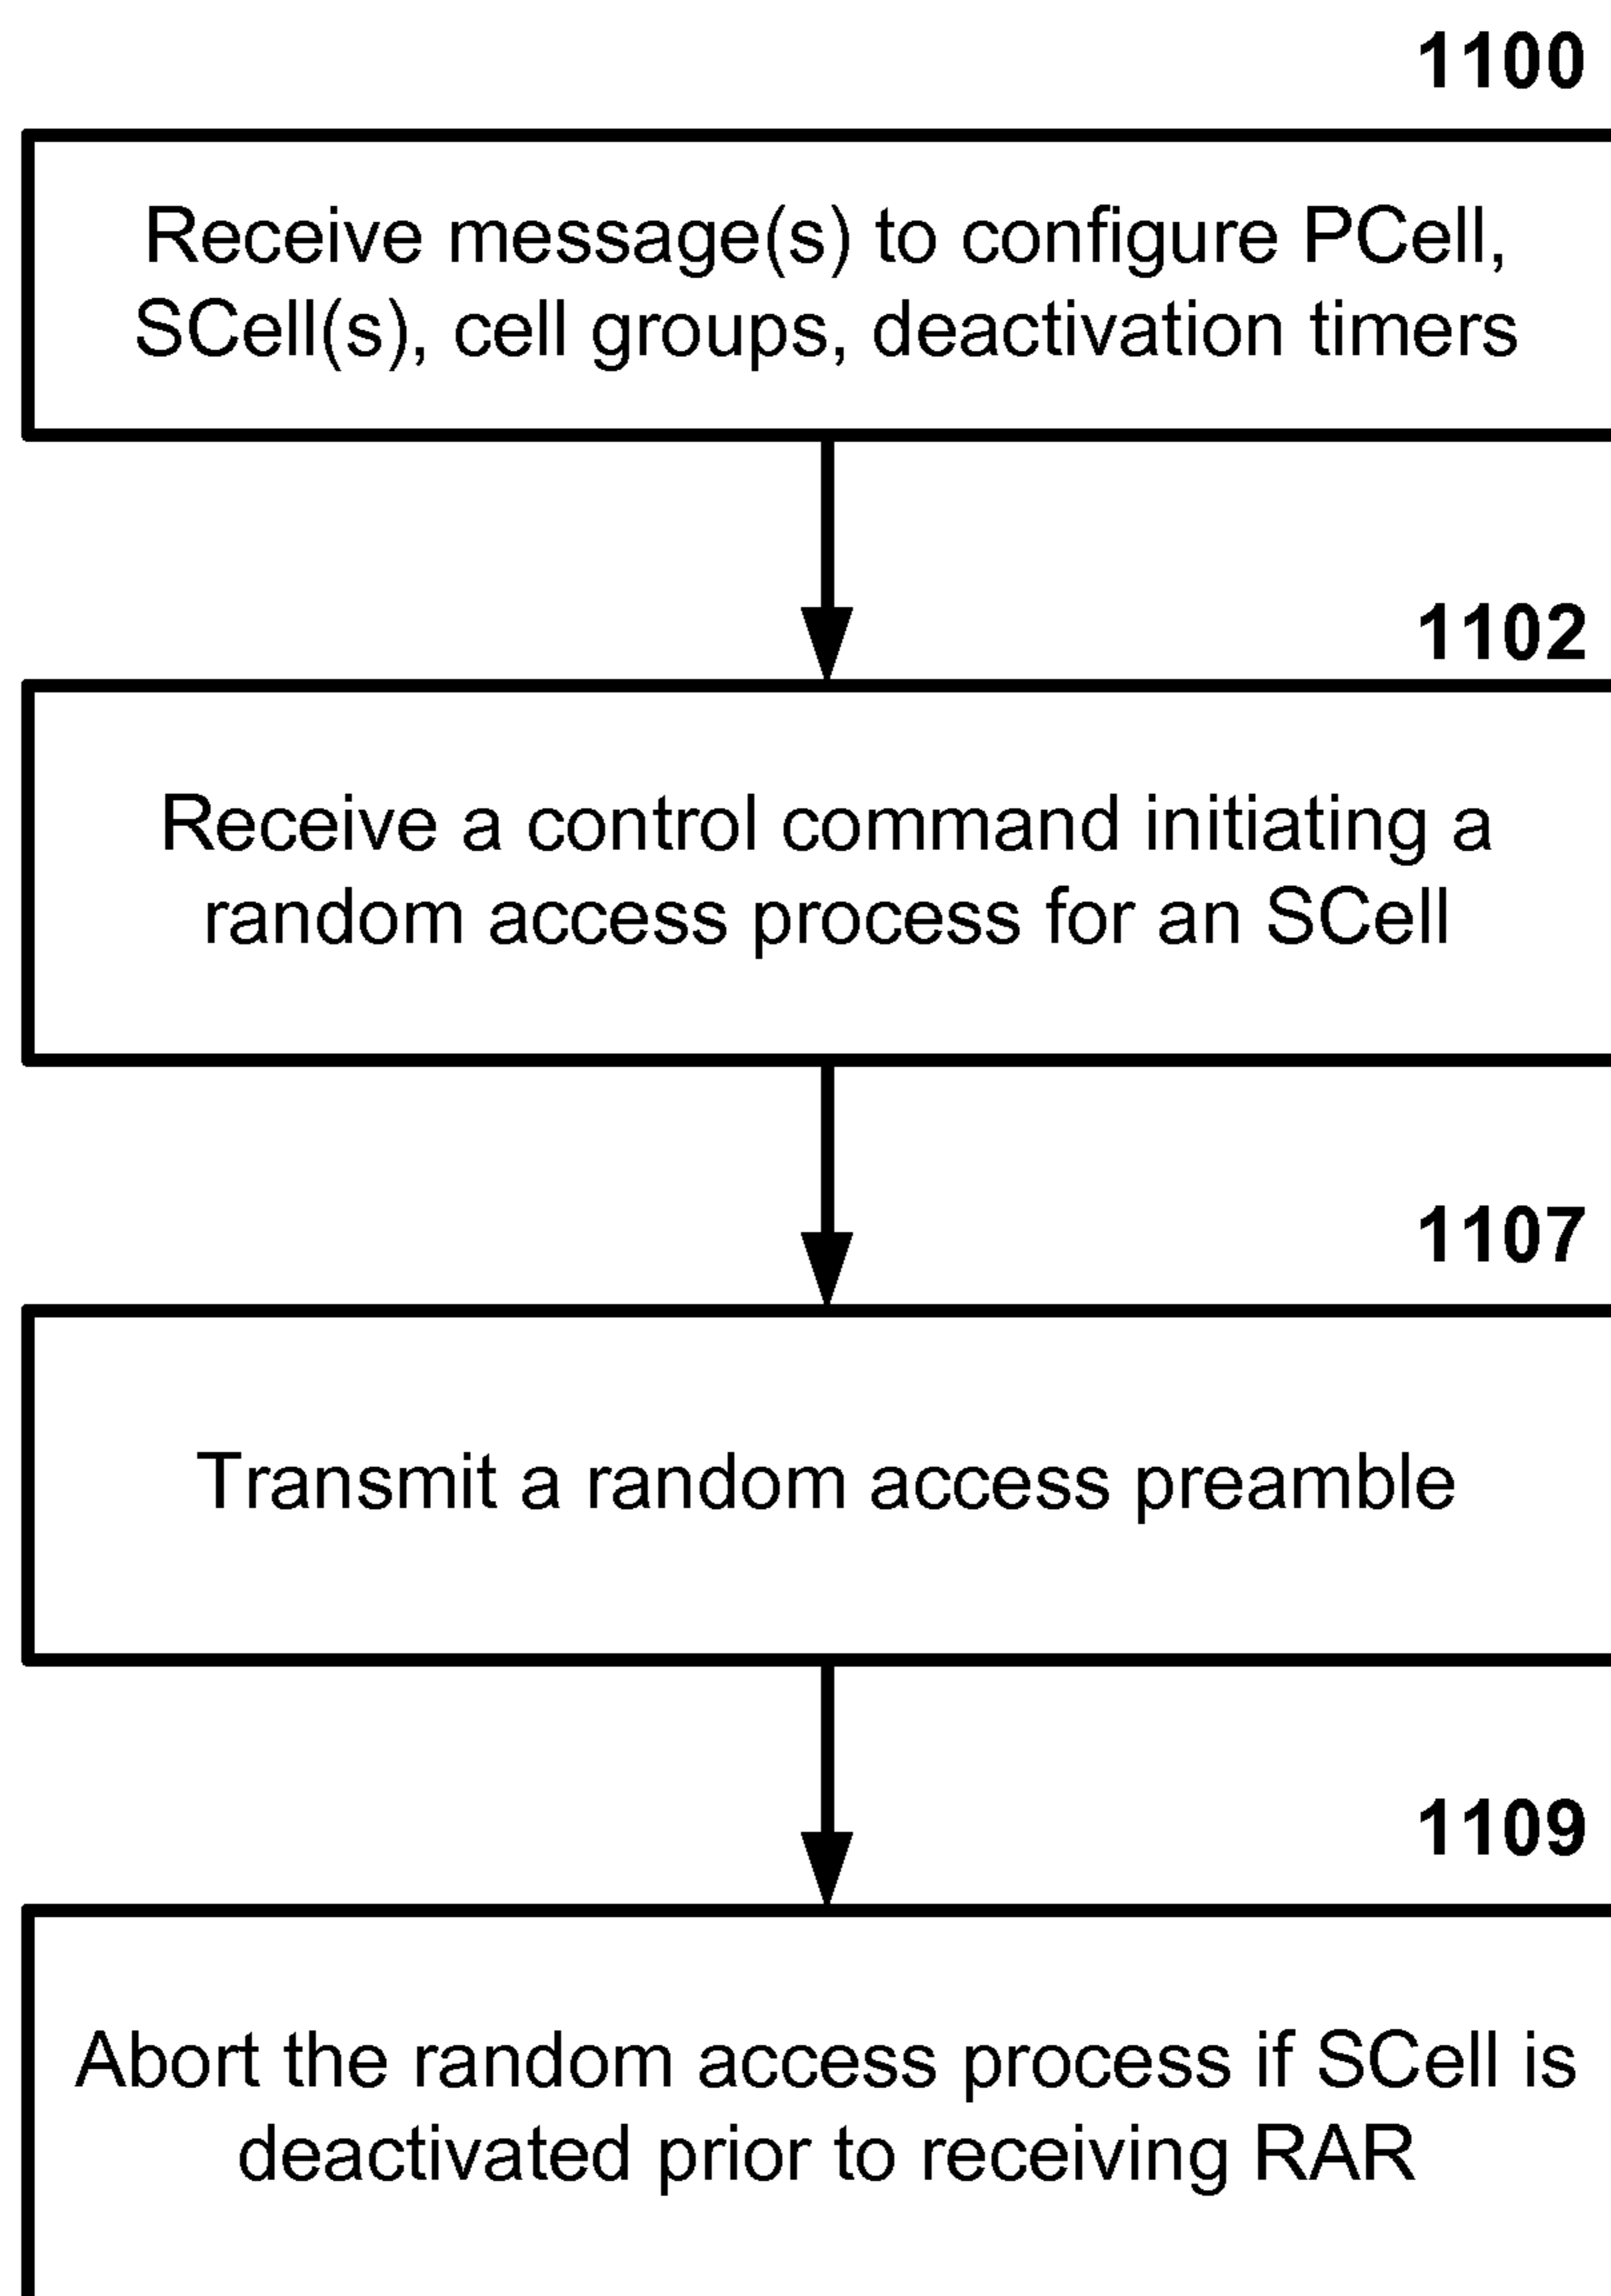 1100
Receive message(s) to configure PCell,
SCell(s), cell groups, deactivation timers
1102
Receive a control command initiating a
random access process for an SCell
1107
Transmit a random access preamble
1109
Abort the random access process if SCell is
deactivated prior to receiving RAR